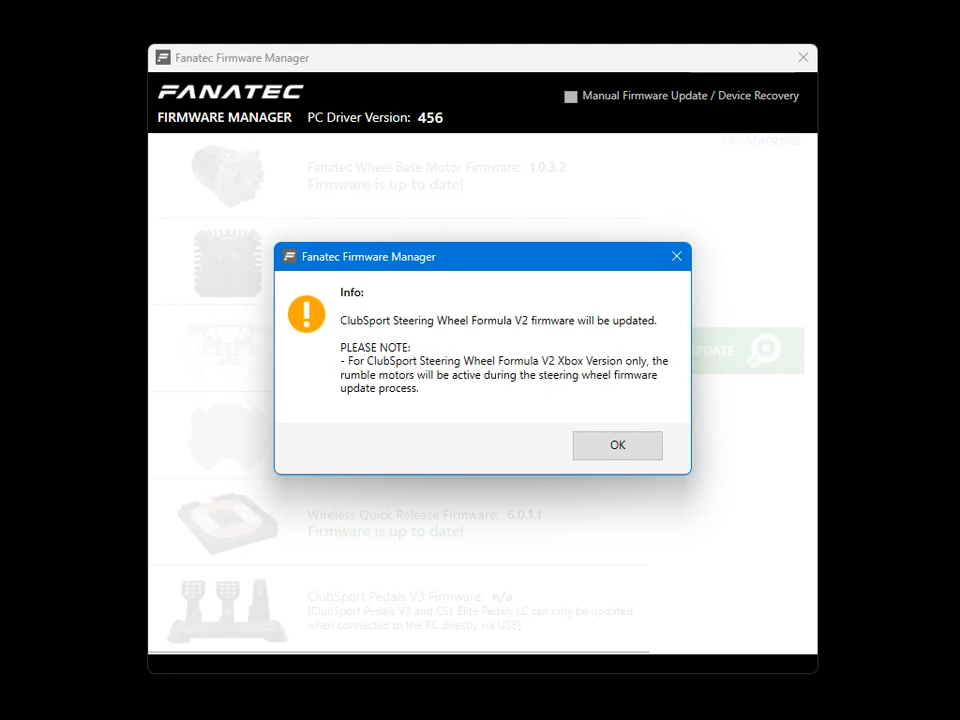 Fanatec Firmware Manager
FANATEC
FIRMWARE MANAGER PC Driver Version: 456
Manual Firmware Update / Device Recovery
Fanatec Wheel Base Motor Firmware: 1.0.3.2
Firmware is up to date!
Fanatec Firmware Manager
Info:
ClubSport Steering Wheel Formula V2 firmware will be updated.
PLEASE NOTE:
- For ClubSport Steering Wheel Formula V2 Xbox Version only, the
rumble motors will be active during the steering wheel firmware
update process.
OK
Wireless Quick Release Firmware: 6.0.1.1
Firmware is up to date!
ClubSport Pedals V3 Firmware: n/a
[ClubSport Pedals V3 and CSL Elite Pedals LC can only be updated
when connected to the PC directly via USB]